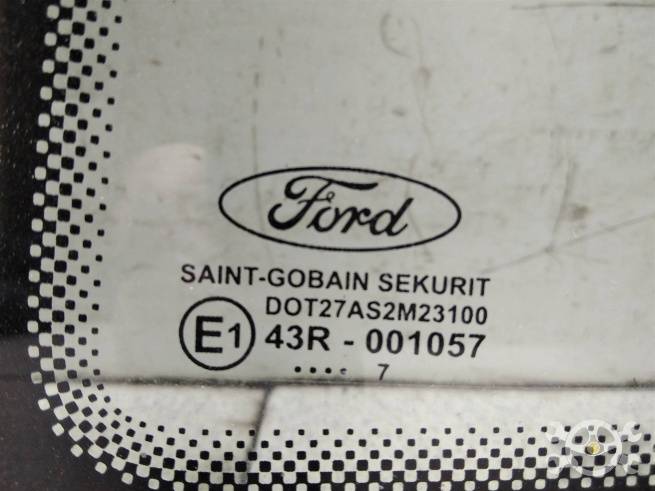 Ford
SAINT-GOBAIN SEKURIT
DOT27AS2M23100
E1 43R - 001057
.... 7